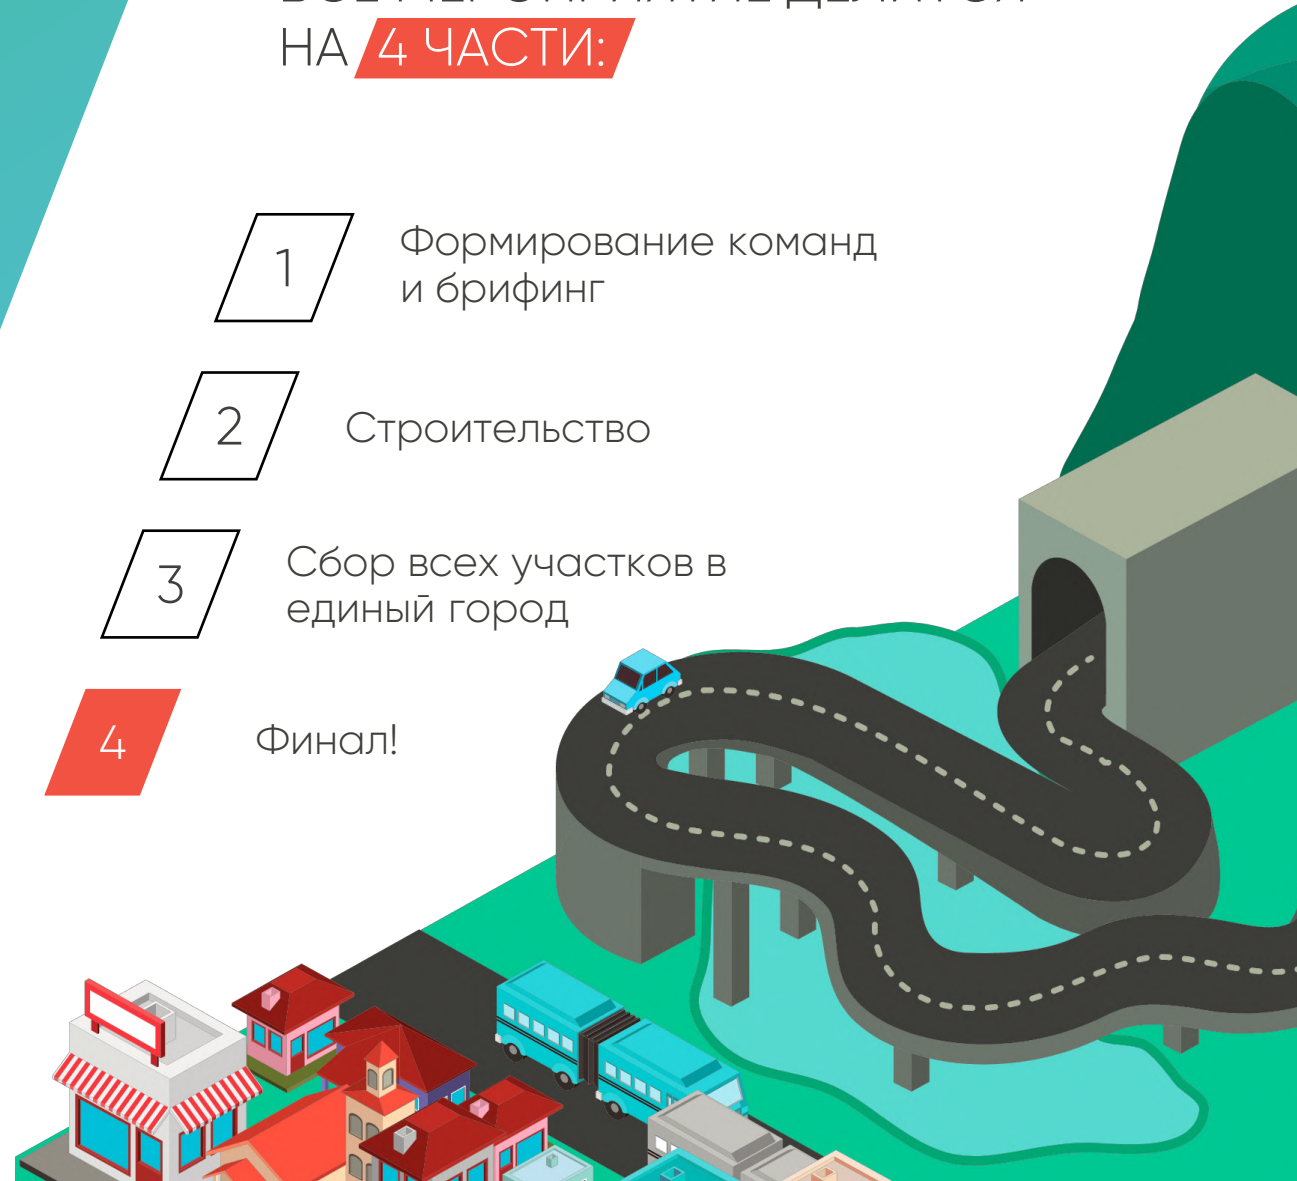 НА 4 ЧАСТИ:
1
Формирование команд
и брифинг
2
Строительство
3
Сбор всех участков в
единый город
4
Финал!